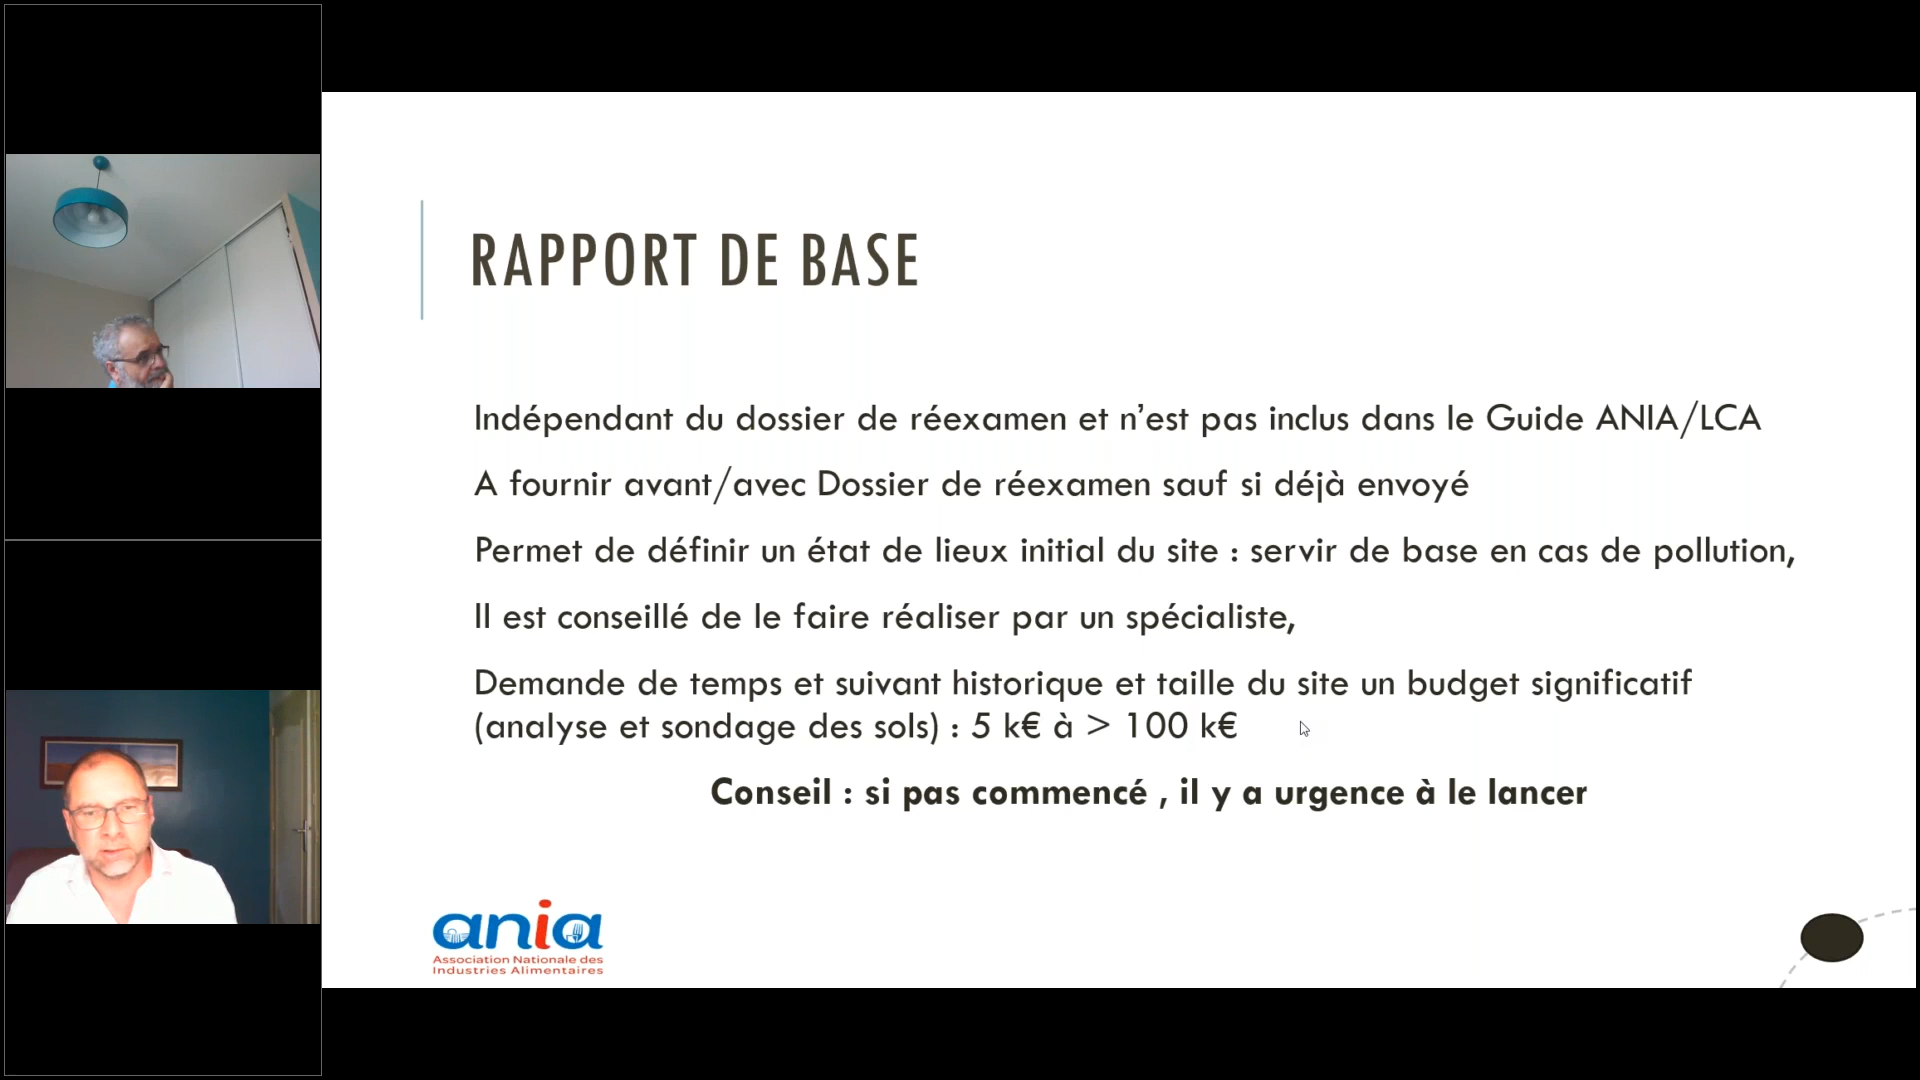 RAPPORT DE BASE
Indépendant du dossier de réexamen et n’est pas inclus dans le Guide ANIA/LCA
A fournir avant/avec Dossier de réexamen sauf si déjà envoyé
Permet de définir un état de lieux initial du site : servir de base en cas de pollution,
Il est conseillé de le faire réaliser par un spécialiste,
Demande de temps et suivant historique et taille du site un budget significatif
(analyse et sondage des sols) : 5 k€ à > 100 k€
Conseil : si pas commencé , il y a urgence à le lancer
ania
Association Nationale des
Industries Alimentaires